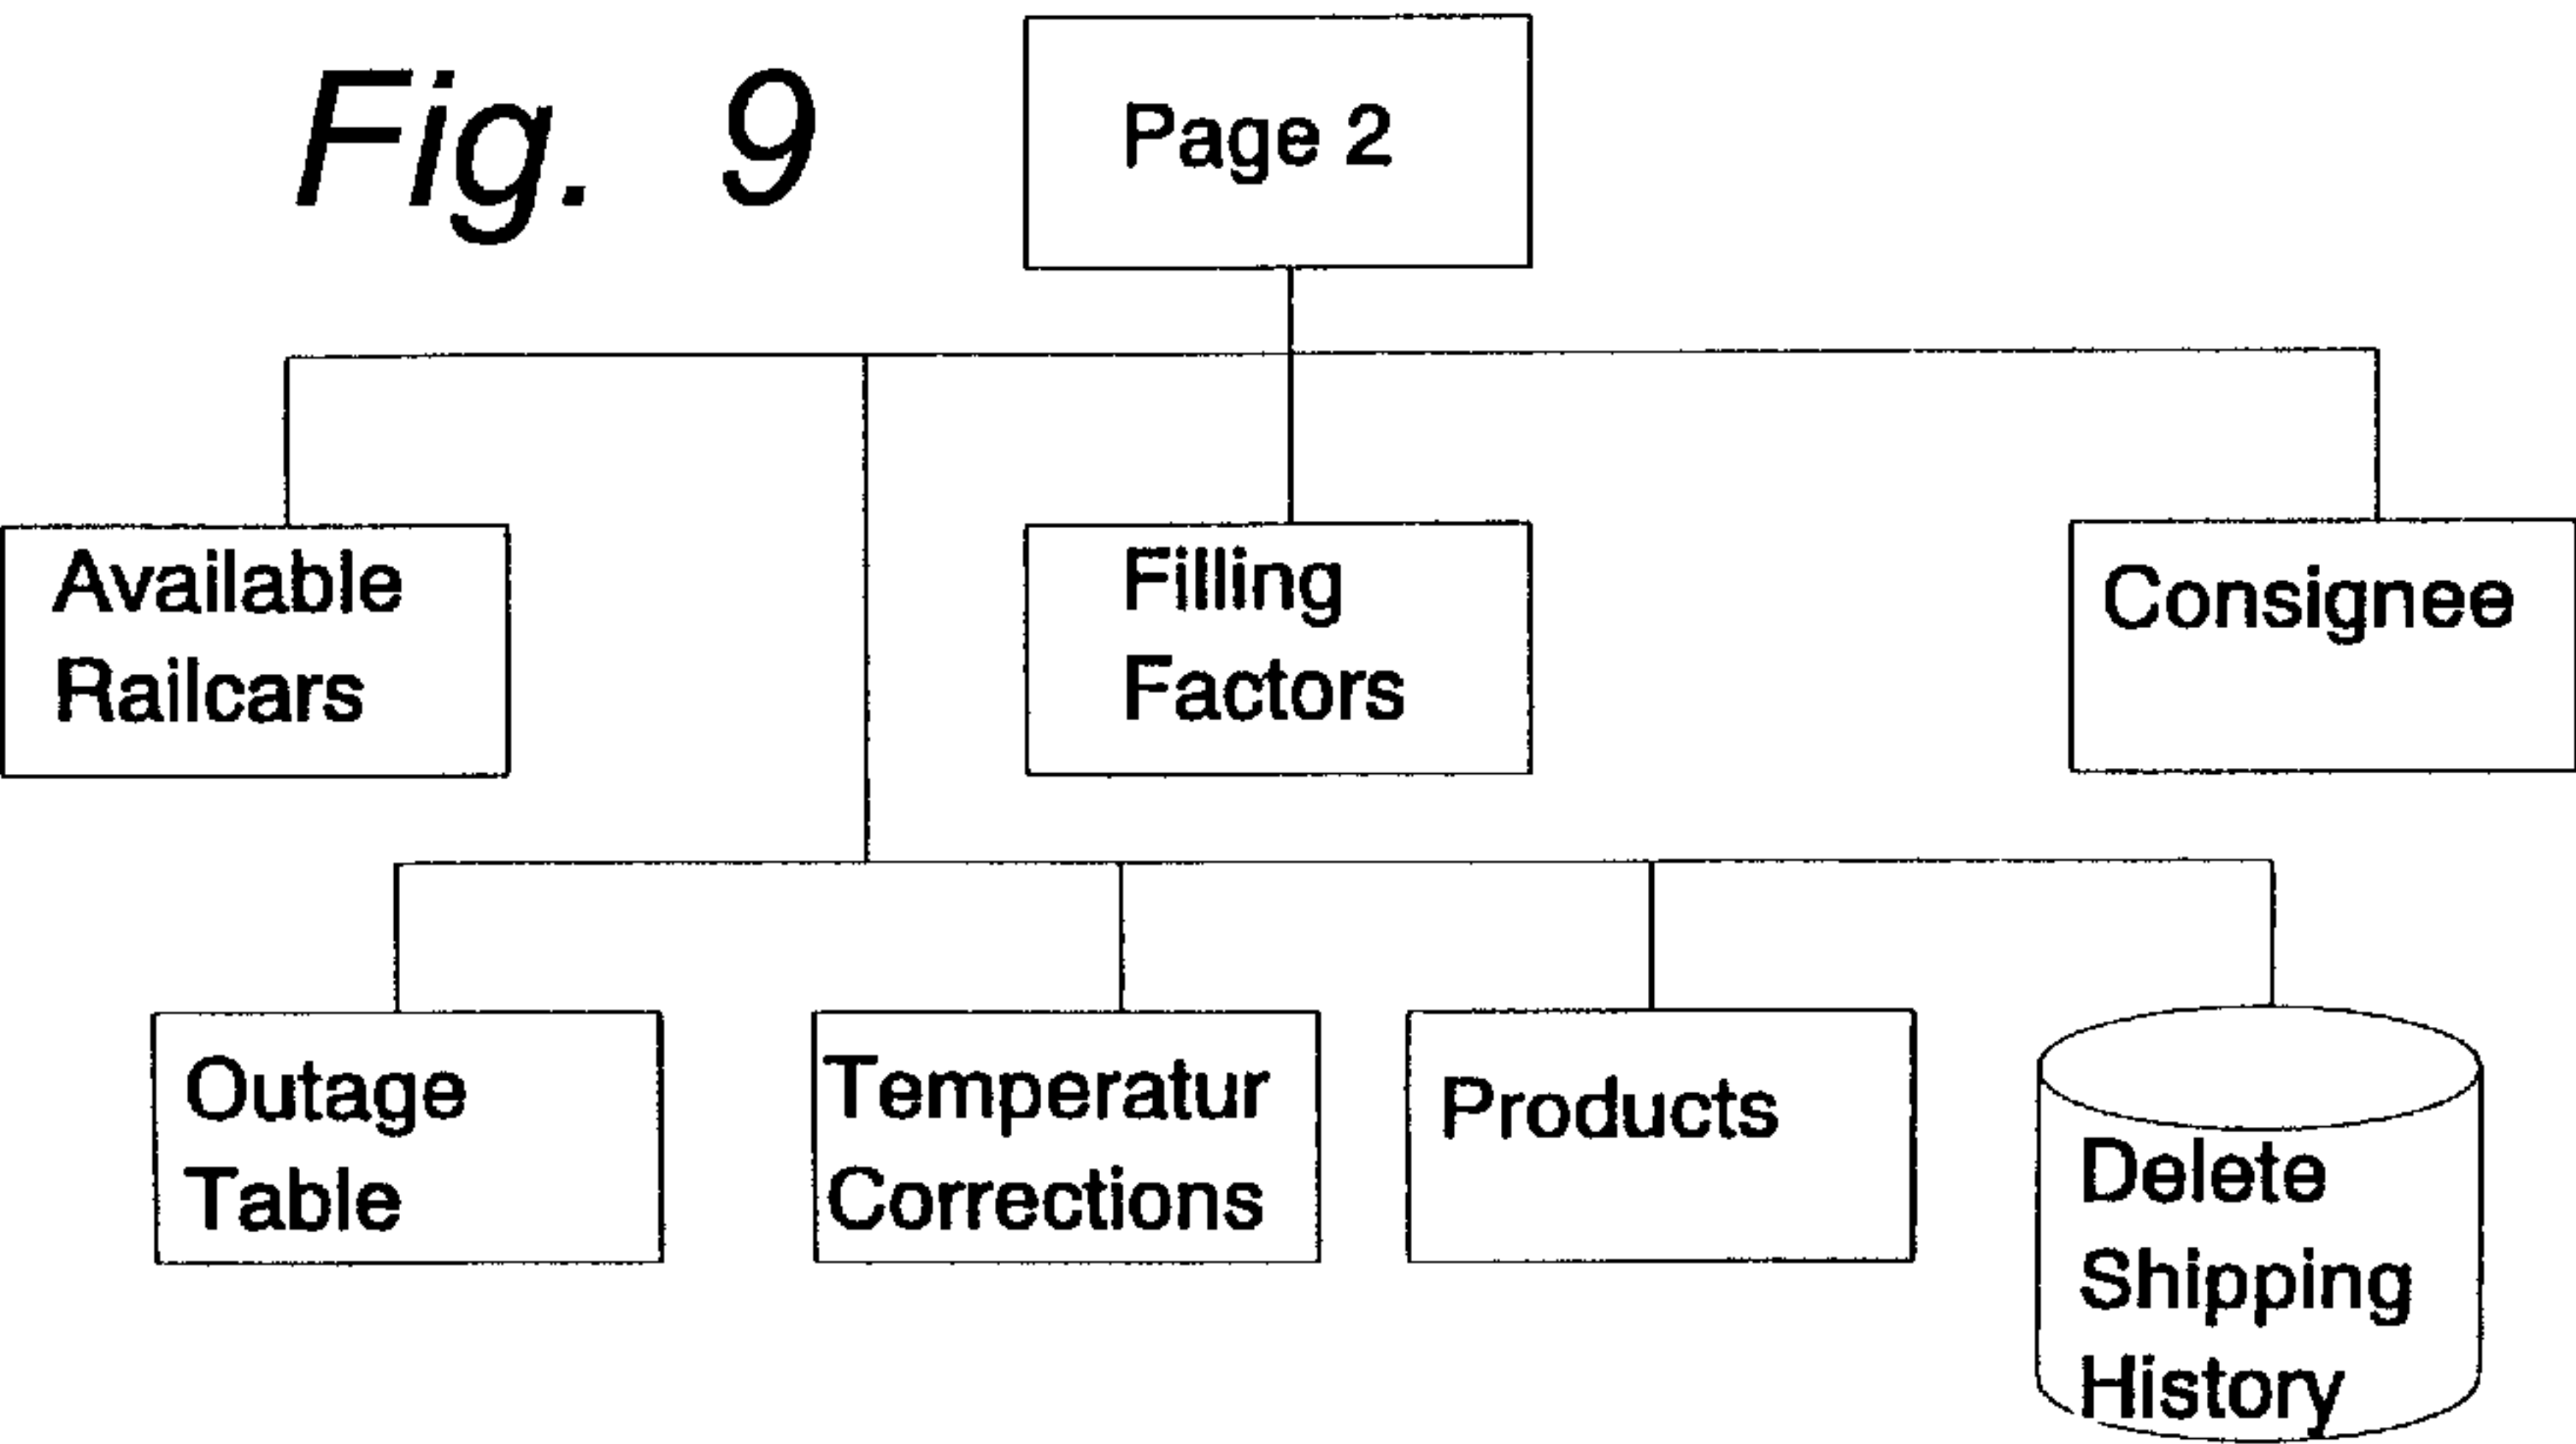 Fig. 9
Page 2
Available
Railcars
Filling
Factors
Consignee
Outage
Table
Temperatur
Corrections
Products
Delete
Shipping
History